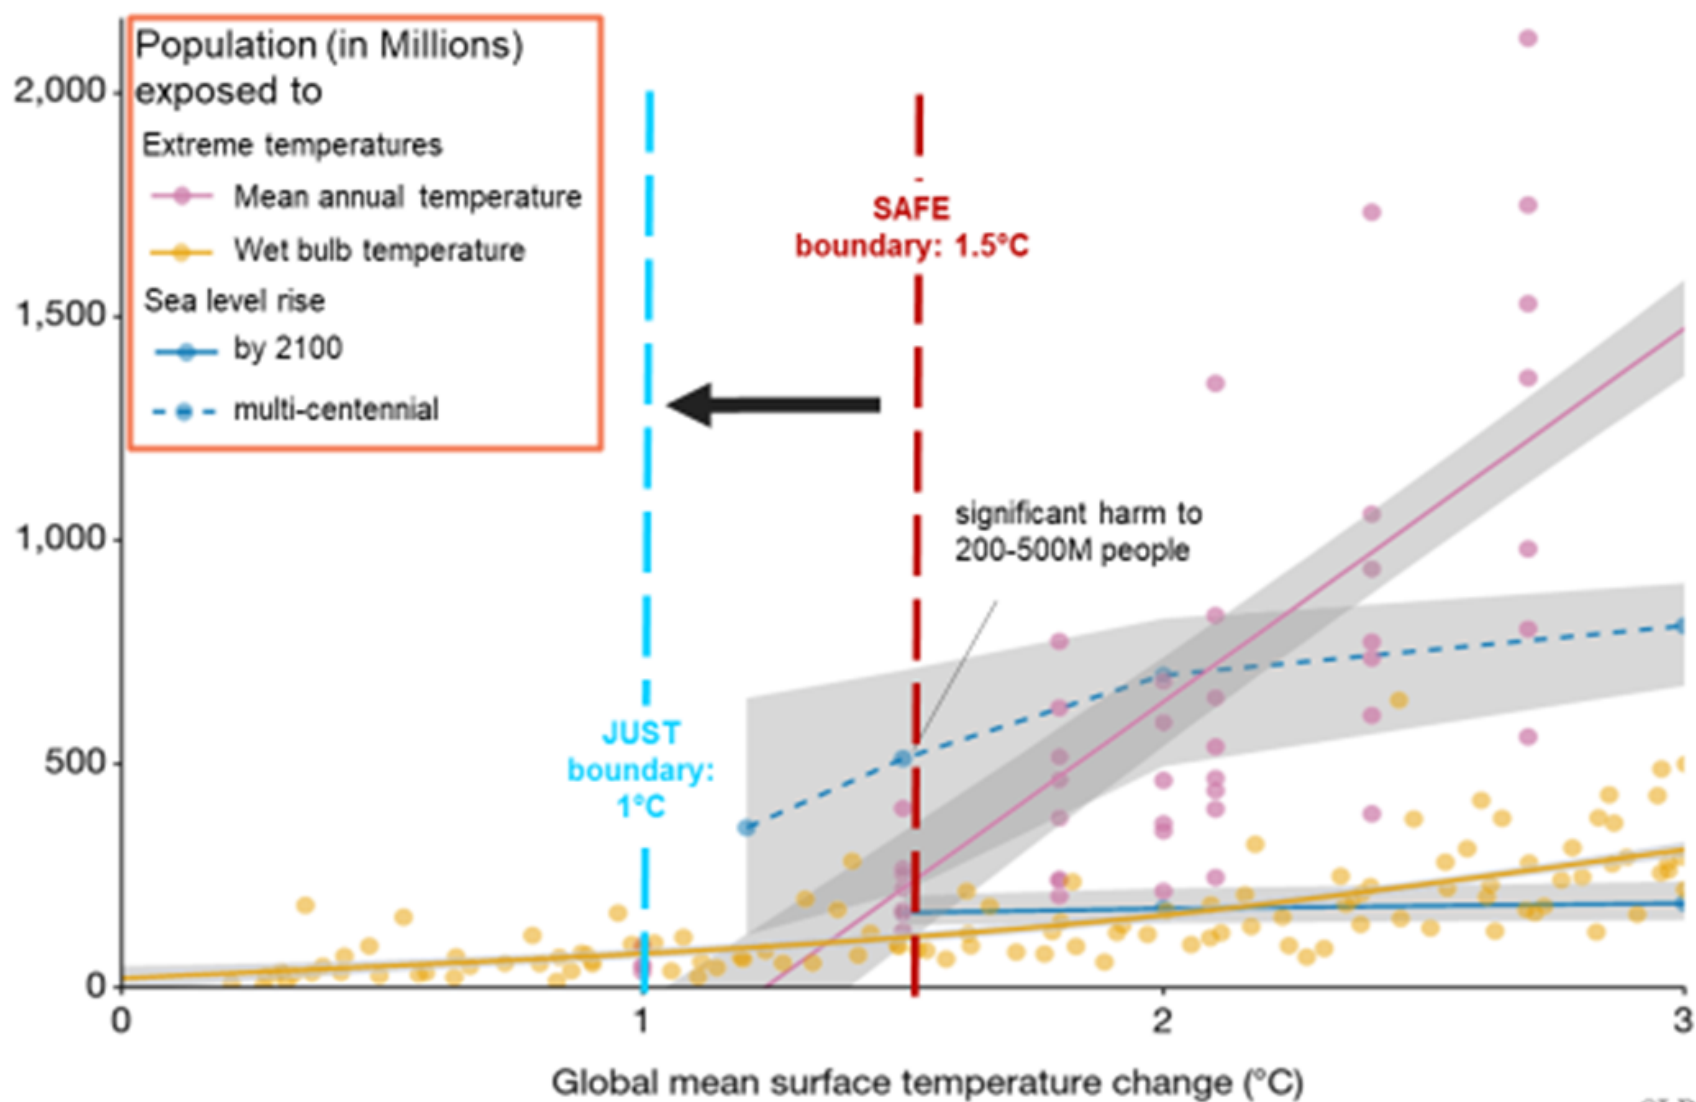 Population (in Millions)
exposed to
Extreme temperatures
Mean annual temperature
Wet bulb temperature
Sea level rise
by 2100
multi-centennial
2,000
1,500
1,000
500
0
SAFE
boundary: 1.5°C
significant harm to
200-500M people
JUST
boundary:
1°C
0
1
2
3
Global mean surface temperature change (°C)